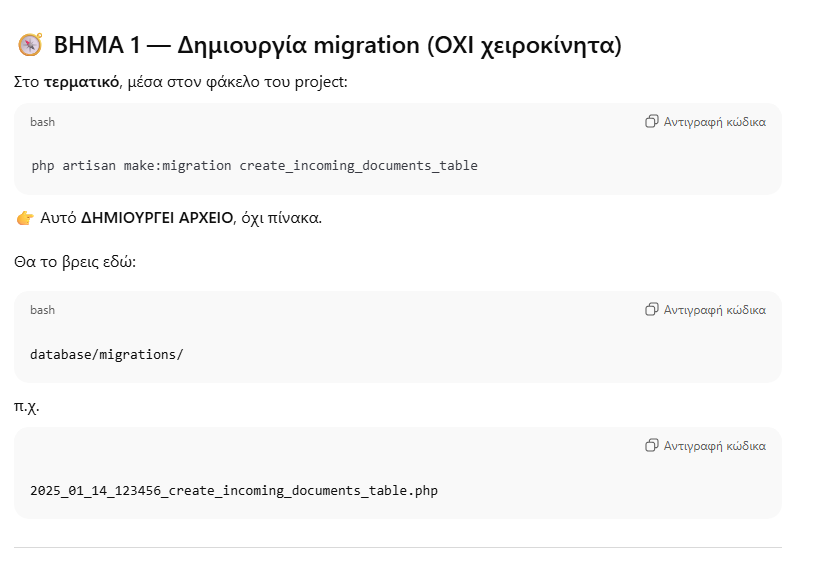 🧭 ΒΗΜΑ 1 — Δημιουργία migration (ΟΧΙ χειροκίνητα)
Στο τερματικό, μέσα στον φάκελο του project:
bash
Αντιγραφή κώδικα
php artisan make:migration create_incoming_documents_table
👉 Αυτό ΔΗΜΙΟΥΡΓΕΙ ΑΡΧΕΙΟ, όχι πίνακα.
Θα το βρεις εδώ:
bash
Αντιγραφή κώδικα
database/migrations/
π.χ.
Αντιγραφή κώδικα
2025_01_14_123456_create_incoming_documents_table.php